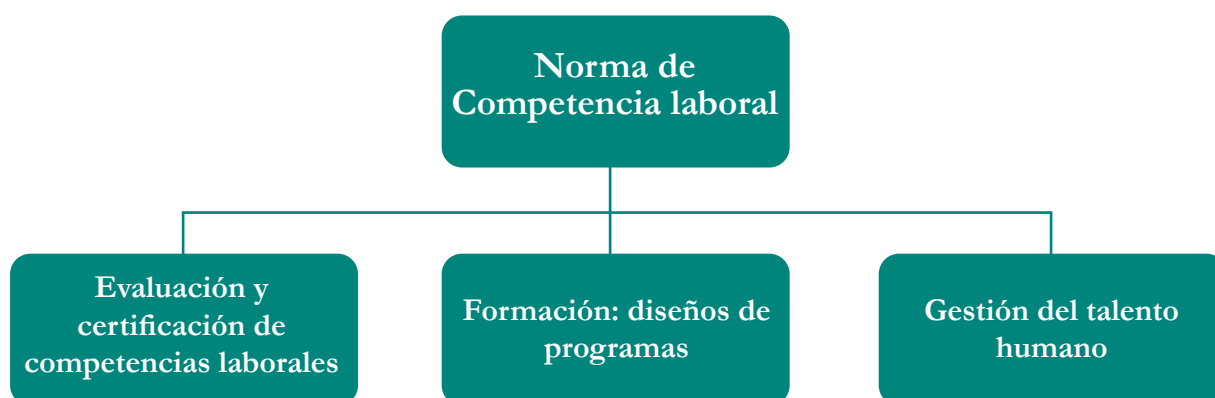 Norma de
Competencia laboral
Evaluación y
certificación de
competencias laborales
Formación: diseños de
programas
Gestión del talento
humano